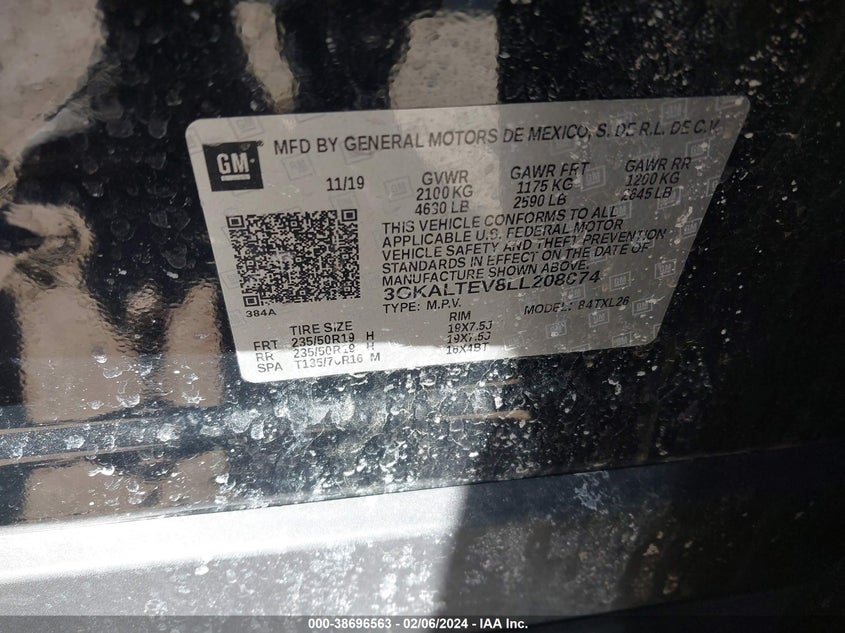 GM
MFD BY GENERAL MOTORS DE MEXICO, S. DE R.L. DE C.V.
11/19 GVWR GAWR FRT GAWR RR
2100 KG 1175 KG 1200 KG
4630 LB 2590 LB 2645 LB
THIS VEHICLE CONFORMS TO ALL
APPLICABLE U.S. FEDERAL MOTOR
VEHICLE SAFETY AND THEFT PREVENTION
STANDARDS IN EFFECT ON THE DATE OF
MANUFACTURE SHOWN ABOVE.
TYPE: M.P.V. MODEL: 84TXL26
384A
TIRE SIZE RIM
FRT 235/50R19 H 19X7.5J
RR 235/50R19 H 19X7.5J
SPA T135/70R16 M 16X4BT
000-38696563 — 02/06/2024 — IAA Inc.